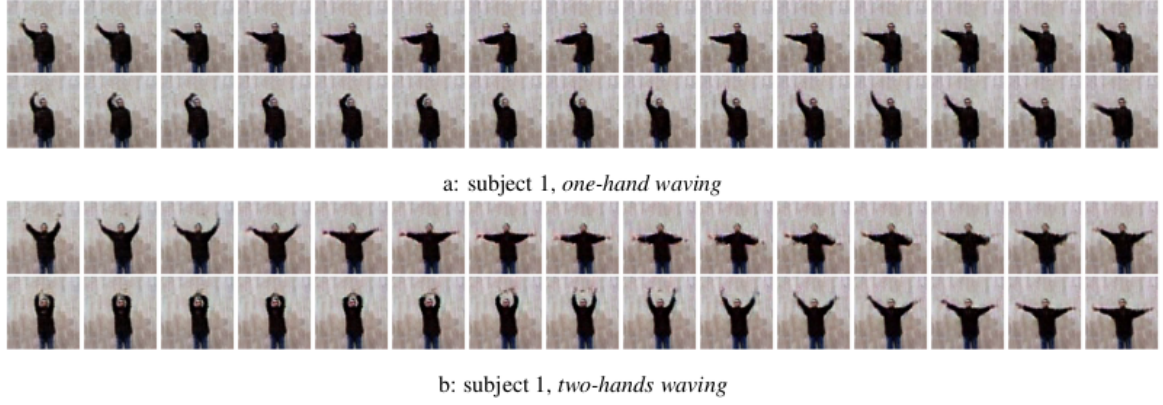 a: subject 1, one-hand waving
b: subject 1, two-hands waving